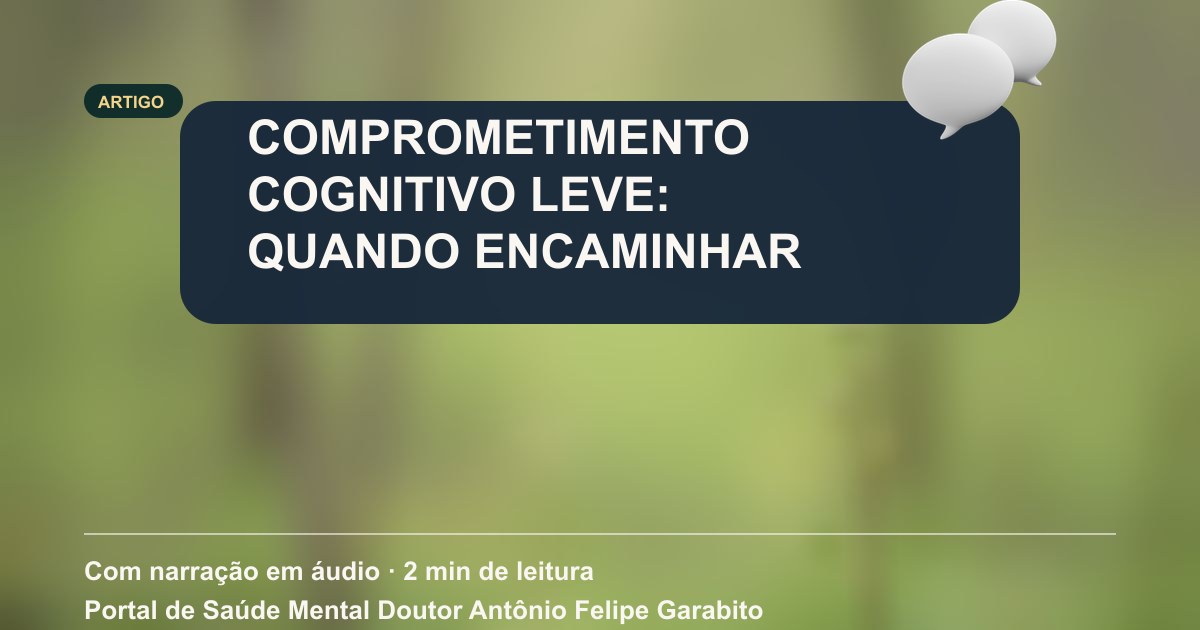 ARTIGO
COMPROMETIMENTO
COGNITIVO LEVE:
QUANDO ENCAMINHAR
Com narração em áudio · 2 min de leitura
Portal de Saúde Mental Doutor Antônio Felipe Garabito